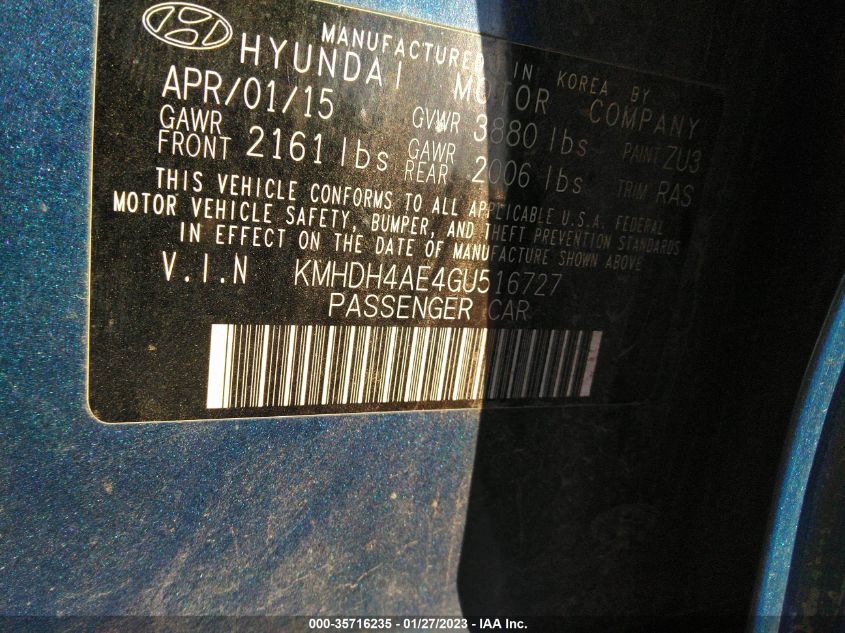 MANUFACTURED IN KOREA BY
HYUNDAI MOTOR COMPANY
APR/01/15 GVWR 3880 lbs PAINT ZU3
GAWR FRONT 2161 lbs GAWR REAR 2006 lbs TRIM RAS
THIS VEHICLE CONFORMS TO ALL APPLICABLE U.S.A. FEDERAL
MOTOR VEHICLE SAFETY, BUMPER, AND THEFT PREVENTION STANDARDS
IN EFFECT ON THE DATE OF MANUFACTURE SHOWN ABOVE
V.I.N KMHDH4AE4GU516727
PASSENGER CAR
000-35716235 - 01/27/2023 - IAA Inc.